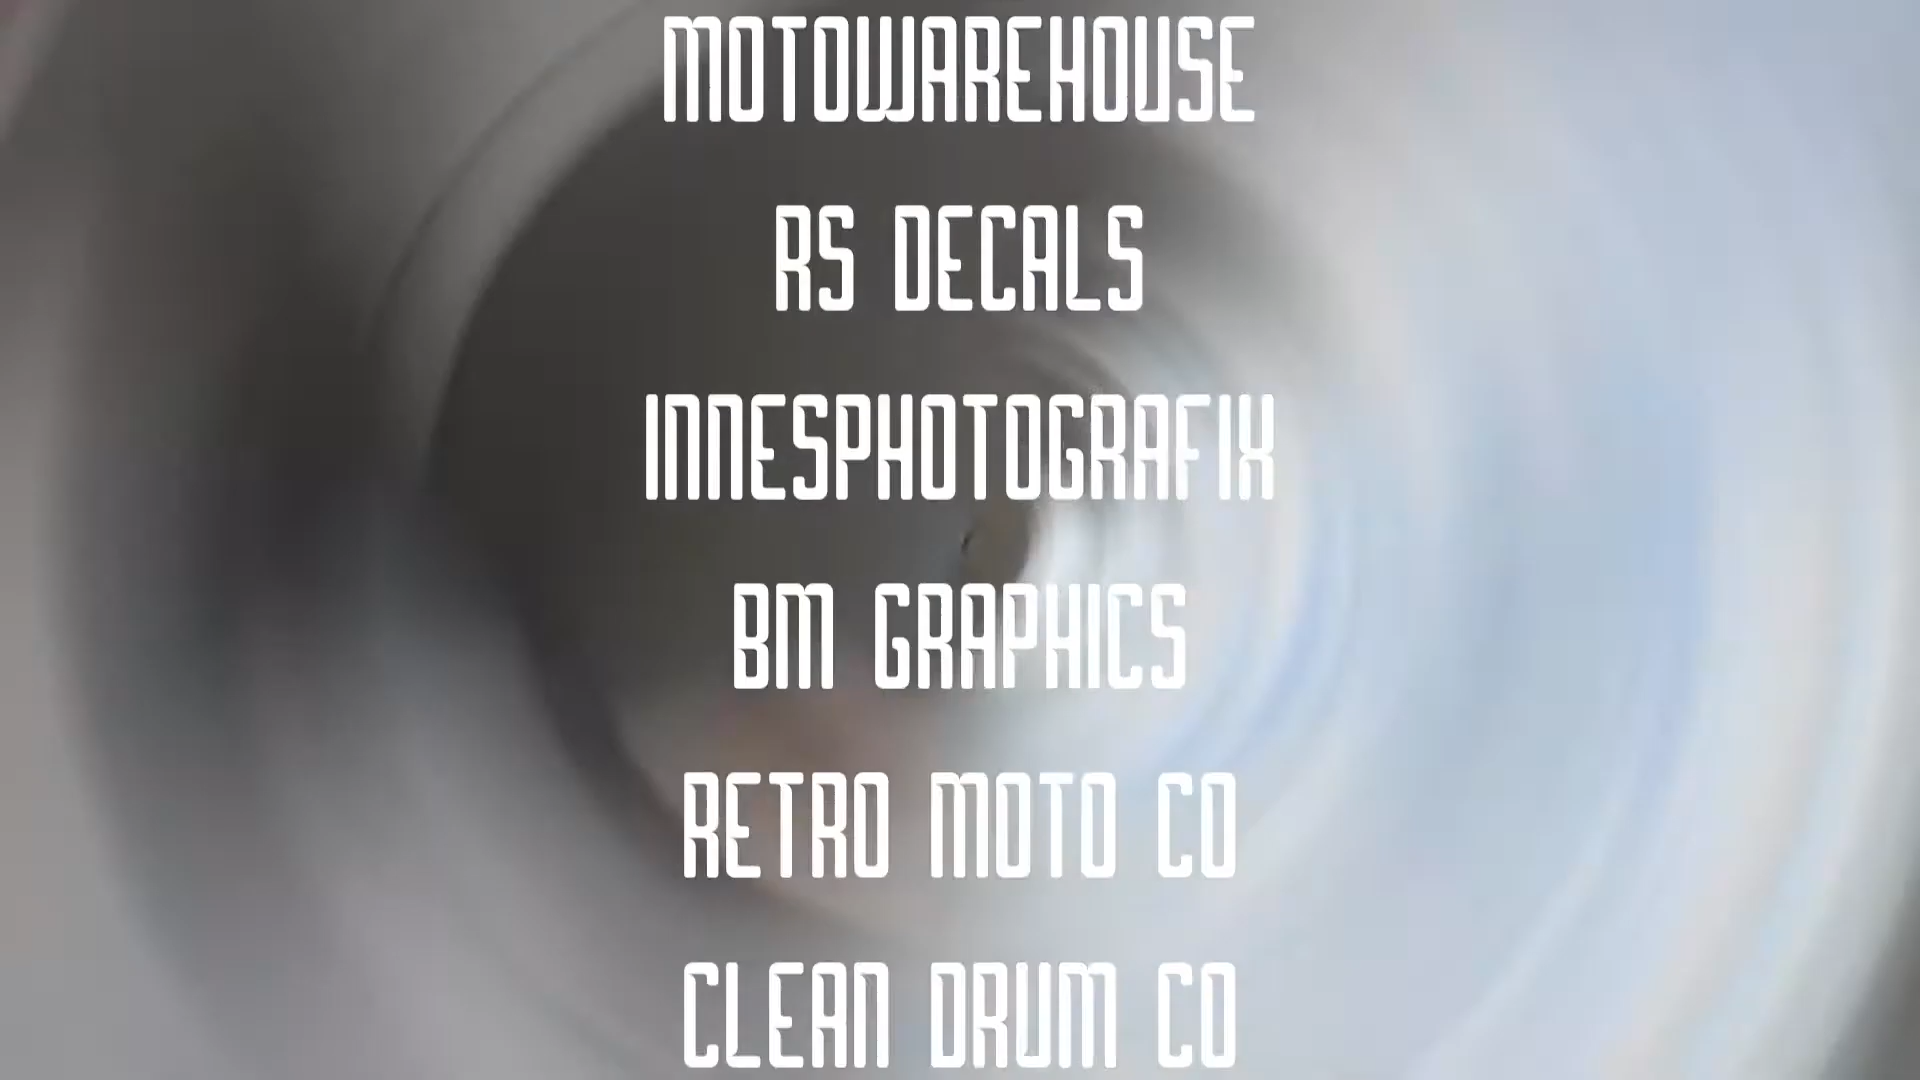 MOTOWAREHOUSE
RS DECALS
INNESPHOTOGRAFIX
BM GRAPHICS
RETRO MOTO CO
CLEAN DRUM CO